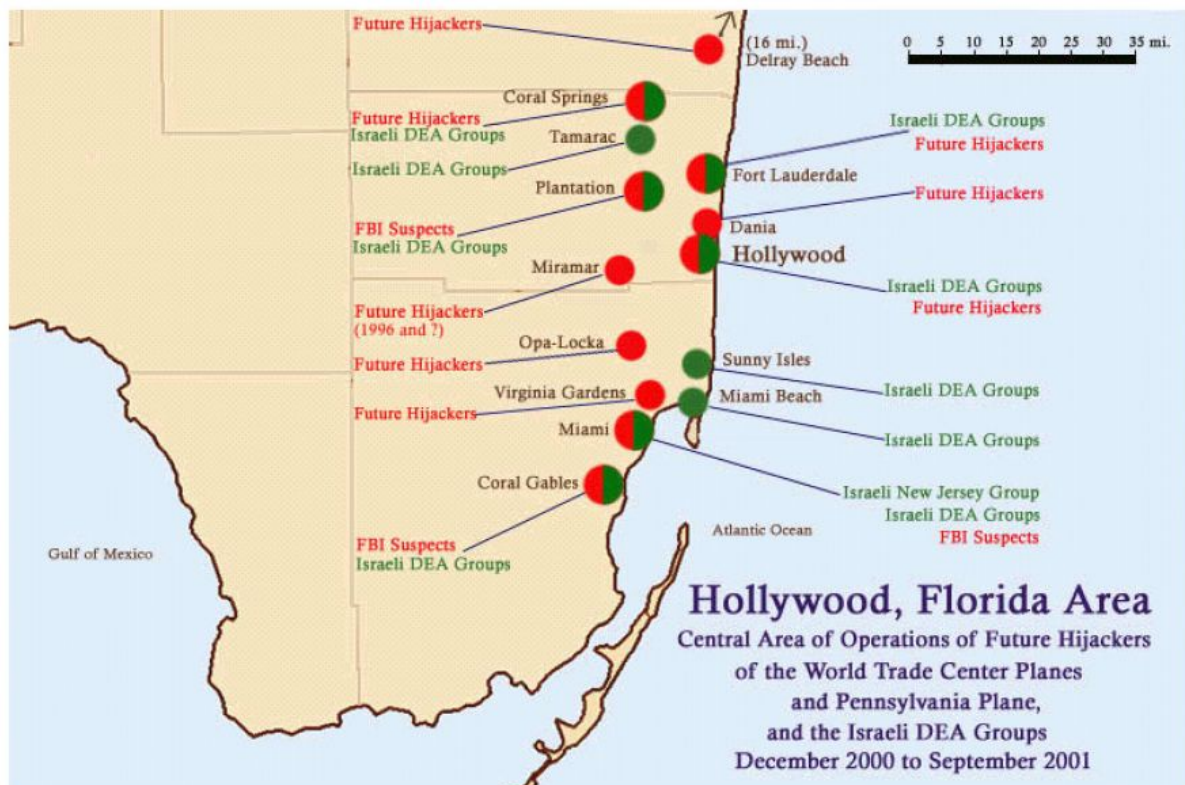 Future Hijackers
(16 mi.)
Delray Beach
0 5 10 15 20 25 30 35 mi.
Coral Springs
Future Hijackers
Israeli DEA Groups
Tamarac
Israeli DEA Groups
Israeli DEA Groups
Future Hijackers
Fort Lauderdale
Plantation
Future Hijackers
FBI Suspects
Israeli DEA Groups
Dania
Hollywood
Miramar
Israeli DEA Groups
Future Hijackers
Future Hijackers
(1996 and ?)
Opa-Locka
Future Hijackers
Sunny Isles
Israeli DEA Groups
Virginia Gardens
Future Hijackers
Miami Beach
Israeli DEA Groups
Miami
Israeli New Jersey Group
Israeli DEA Groups
FBI Suspects
Coral Gables
FBI Suspects
Israeli DEA Groups
Atlantic Ocean
Gulf of Mexico
Hollywood, Florida Area
Central Area of Operations of Future Hijackers
of the World Trade Center Planes
and Pennsylvania Plane,
and the Israeli DEA Groups
December 2000 to September 2001